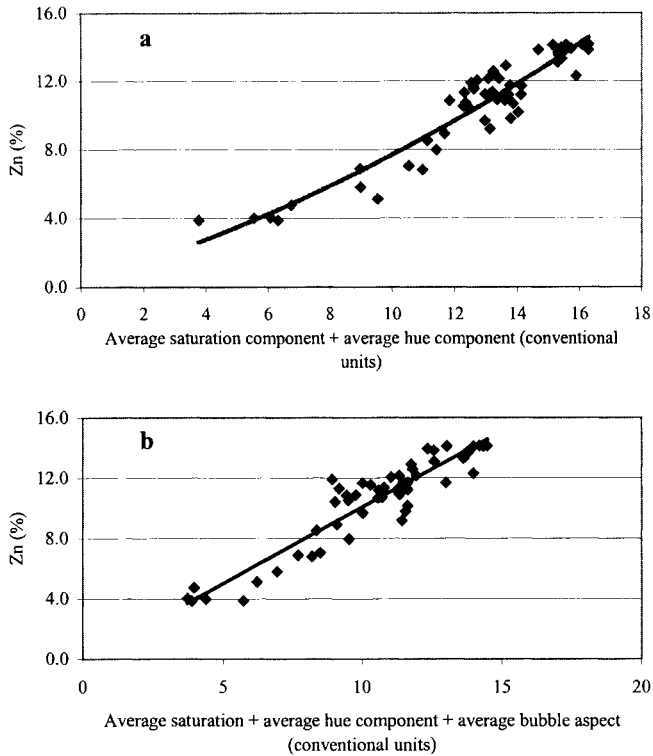 a
16.0
12.0
8.0
4.0
0.0
Zn (%)
0 2 4 6 8 10 12 14 16 18
Average saturation component + average hue component (conventional
units)
b
16.0
12.0
8.0
4.0
0.0
Zn (%)
0 5 10 15 20
Average saturation + average hue component + average bubble aspect
(conventional units)